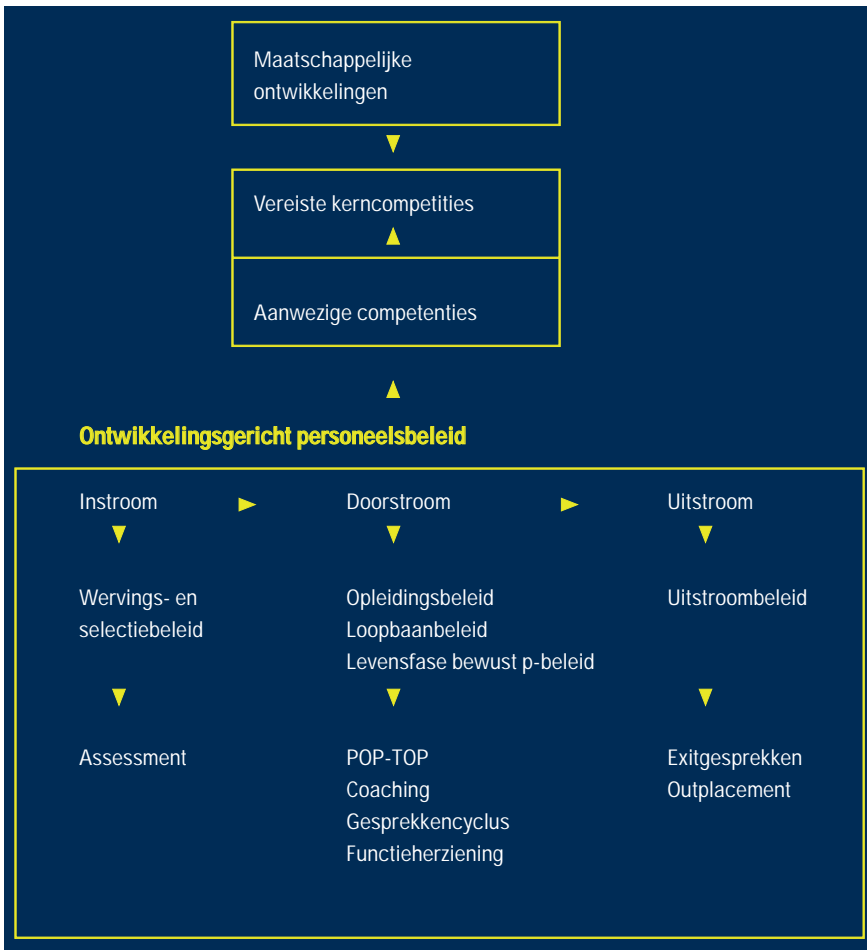 Maatschappelijke
ontwikkelingen
Vereiste kerncompetities
Aanwezige competenties
Ontwikkelingsgericht personeelsbeleid
Instroom
Doorstroom
Uitstroom
Wervings- en
selectiebeleid
Opleidingsbeleid
Loopbaanbeleid
Levensfase bewust p-beleid
Uitstroombeleid
Assessment
POP-TOP
Coaching
Gesprekkencyclus
Functieherziening
Exitgesprekken
Outplacement